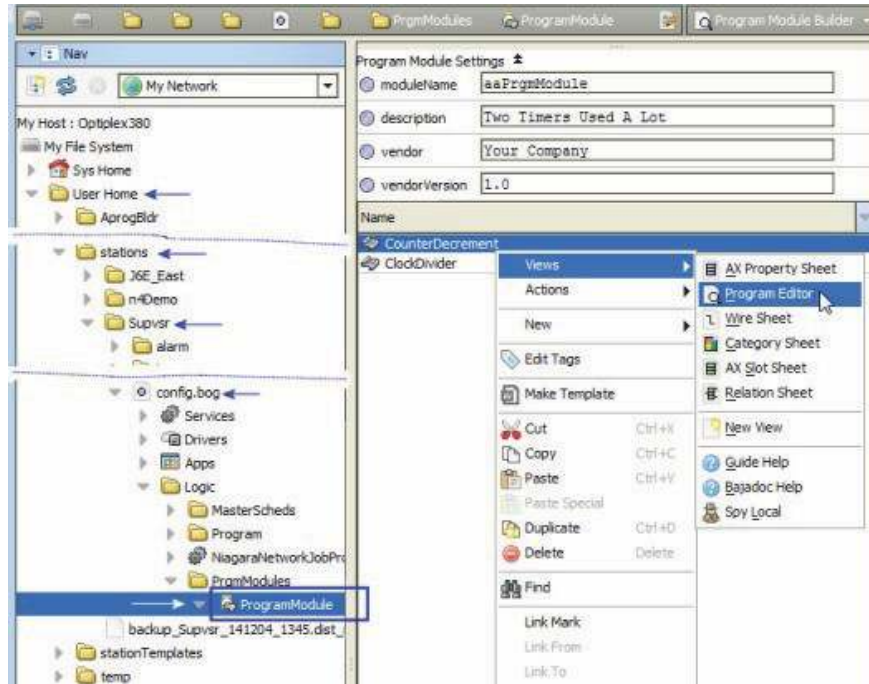 PrgmModules ProgramModule Program Module Builder
Nav
My Network
My Host : Optiplex380
My File System
Sys Home
User Home
AprogBldr
stations
J6E_East
n4Demo
Supvsr
alarm
config.bog
Services
Drivers
Apps
Logic
MasterScheds
Program
NiagaraNetworkJobPr
PrgmModules
ProgramModule
backup_Supvsr_141204_1345.dist_
stationTemplates
temp
Program Module Settings
moduleName aaPrgmModule
description Two Timers Used A Lot
vendor Your Company
vendorVersion 1.0
Name
CounterDecrement
ClockDivider
Views
Actions
New
Edit Tags
Make Template
Cut Ctrl+X
Copy Ctrl+C
Paste Ctrl+V
Paste Special
Duplicate Ctrl+D
Delete Delete
Find
Link Mark
Link From
Link To
AX Property Sheet
Program Editor
Wire Sheet
Category Sheet
AX Slot Sheet
Relation Sheet
New View
Guide Help
Bajadoc Help
Spy Local